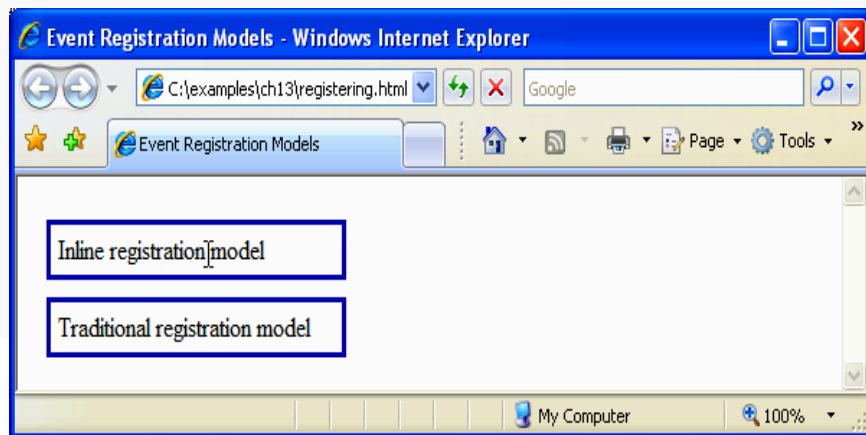 Event Registration Models - Windows Internet Explorer
C:\examples\ch13\registering.html
Google
Event Registration Models
Page
Tools
»
Inline registration model
Traditional registration model
My Computer
100%